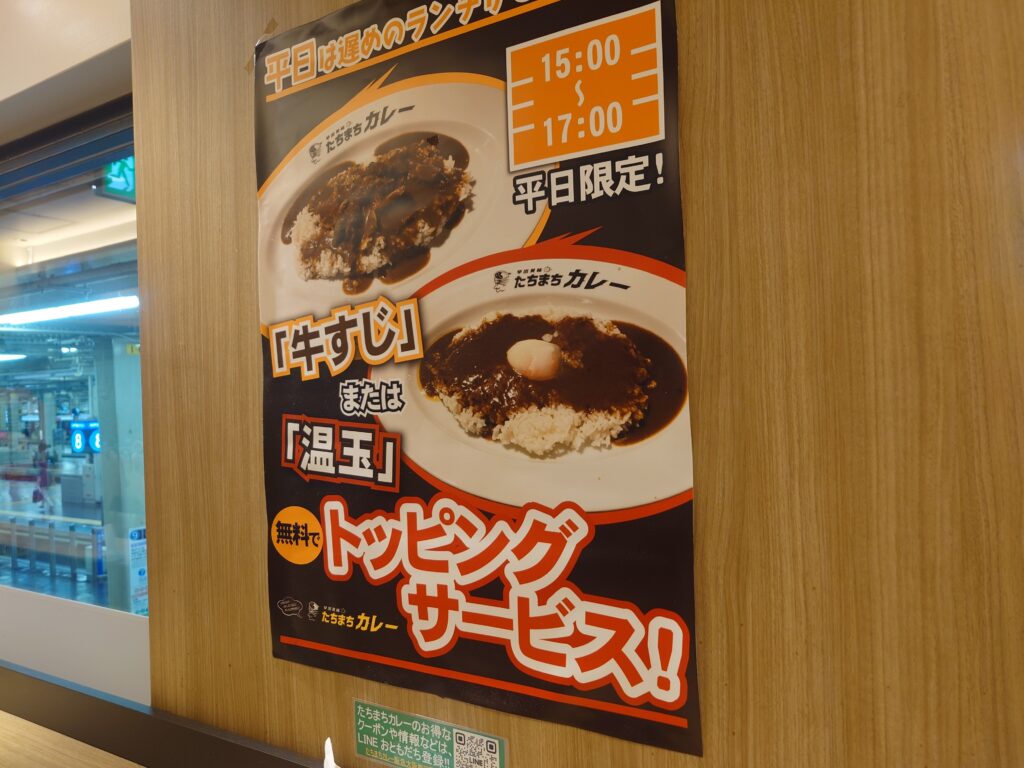 平日は遅めのランチが
15:00
~
17:00
平日限定!
たちまちカレー
たちまちカレー
「牛すじ」
または
「温玉」
無料で
トッピング
サービス!
たちまちカレー
たちまちカレーのお得な
クーポンや情報などは、
LINE おともだち登録!!
LINE
8 8